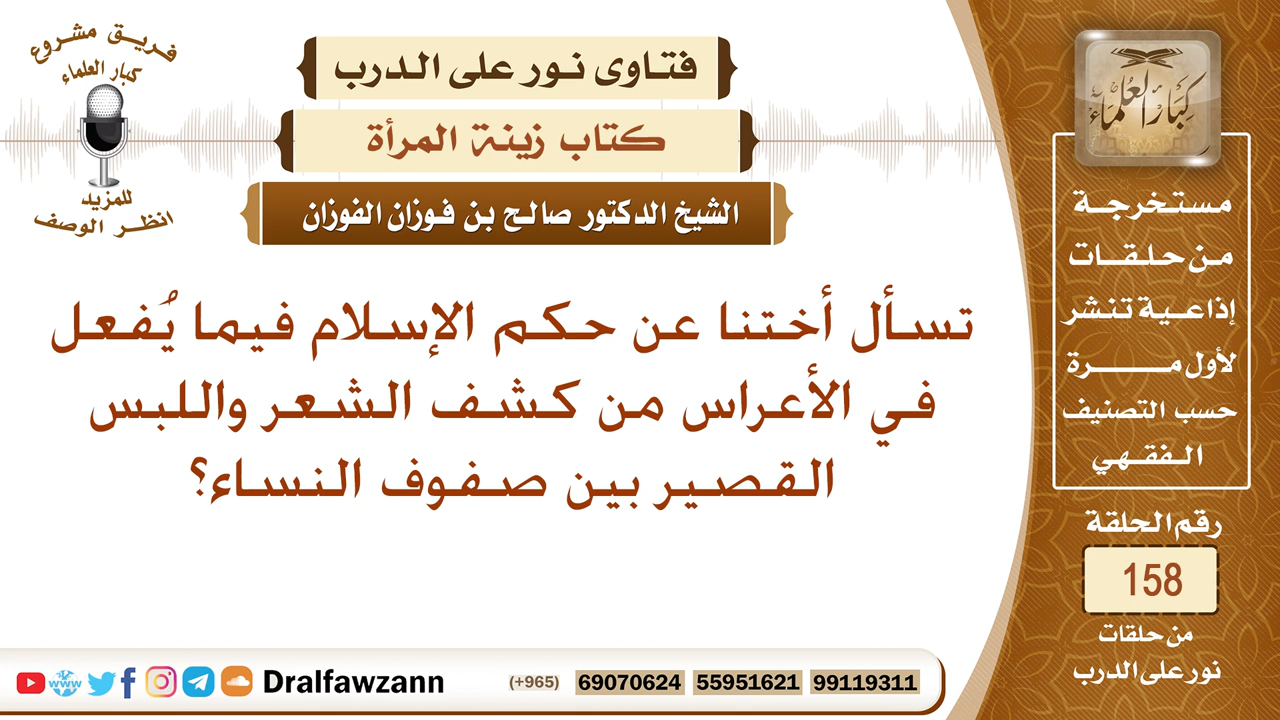 فريق مشروع
كبار العلماء
للمزيد
انظر الوصف
فتاوى نور على الدرب
كتاب زينة المرأة
الشيخ الدكتور صالح بن فوزان الفوزان
تسأل أختنا عن حكم الإسلام فيما يُفعل
في الأعراس من كشف الشعر واللبس
القصير بين صفوف النساء؟
كبار العلماء
مستخرجة
من حلقات
إذاعية تنشر
لأول مرة
حسب التصنيف
الفقهي
رقم الحلقة
158
من حلقات
نور على الدرب
www
Dralfawzann (+965) 69070624 55951621 99119311